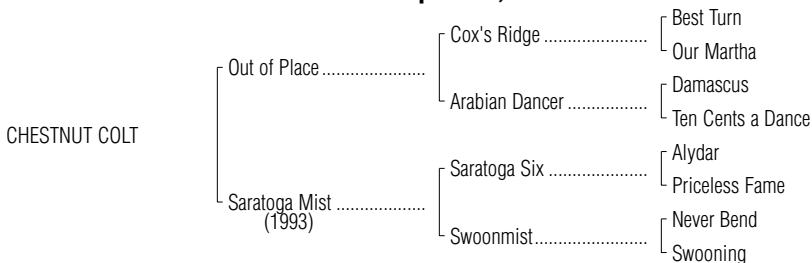 Best Turn
Cox's Ridge ......................
Our Martha
Out of Place ......................
Damascus
Arabian Dancer .................
Ten Cents a Dance
CHESTNUT COLT
Alydar
Saratoga Six .....................
Priceless Fame
Saratoga Mist ...................
(1993)
Never Bend
Swoonmist........................
Swooning